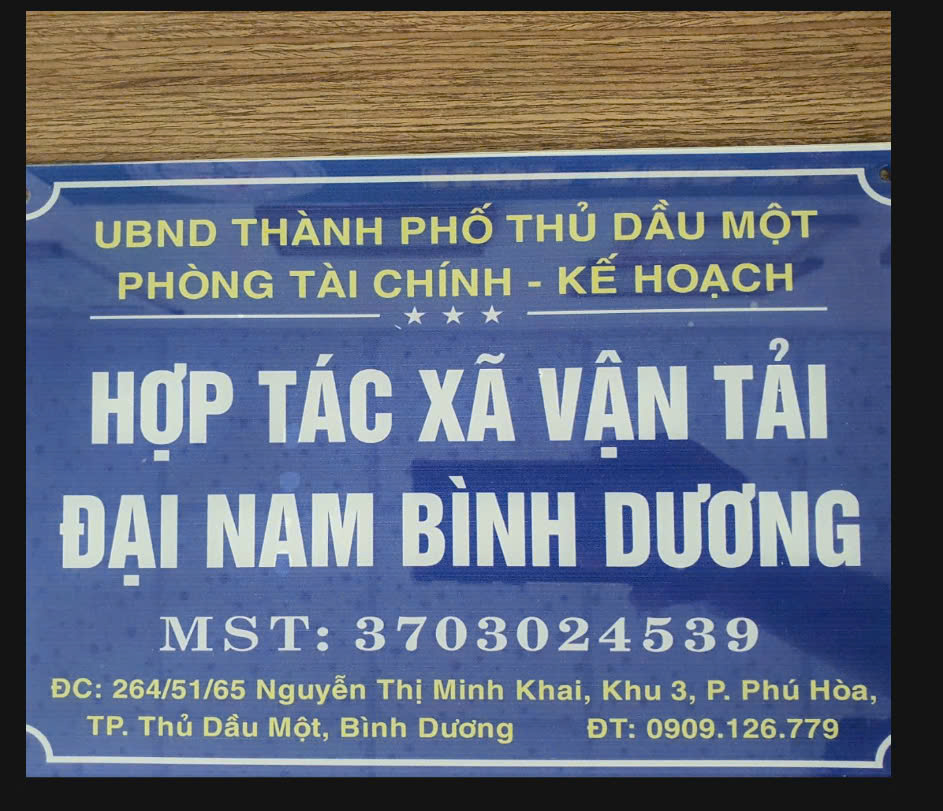 UBND THÀNH PHỐ THỦ DẦU MỘT
PHÒNG TÀI CHÍNH - KẾ HOẠCH
HỢP TÁC XÃ VẬN TẢI
ĐẠI NAM BÌNH DƯƠNG
MST: 3703024539
ĐC: 264/51/65 Nguyễn Thị Minh Khai, Khu 3, P. Phú Hòa,
TP. Thủ Dầu Một, Bình Dương ĐT: 0909.126.779